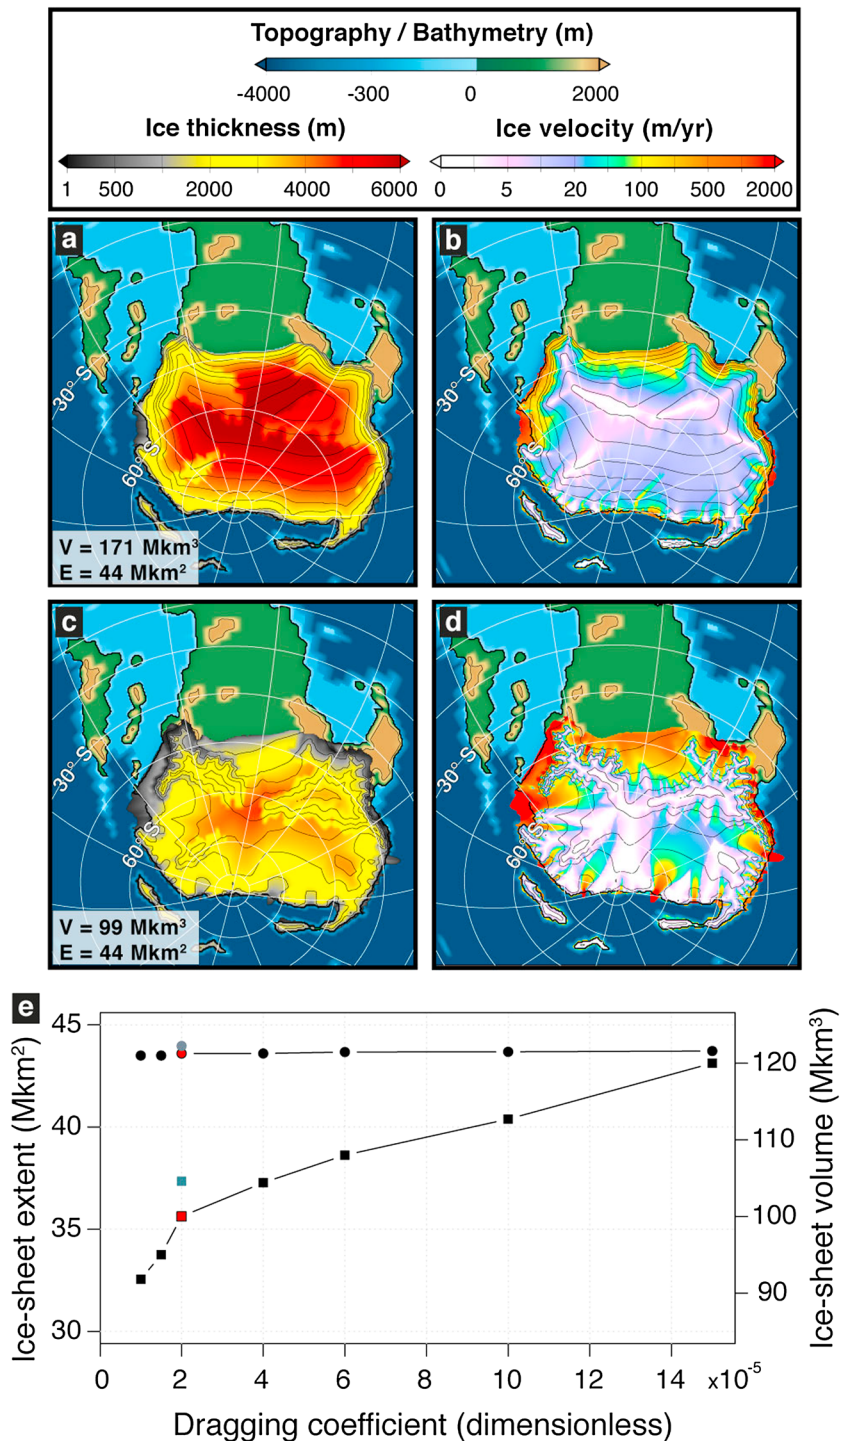 Topography / Bathymetry (m)
-4000 -300 0 2000
Ice thickness (m) Ice velocity (m/yr)
1 500 2000 4000 6000 0 5 20 100 500 2000
a b
30° S 30° S
60° S 60° S
V = 171 Mkm³
E = 44 Mkm²
c d
30° S 30° S
60° S 60° S
V = 99 Mkm³
E = 44 Mkm²
e
Ice-sheet extent (Mkm²)
45
40
35
30
120
110
100
90
Ice-sheet volume (Mkm³)
0 2 4 6 8 10 12 14 x10⁻⁵
Dragging coefficient (dimensionless)